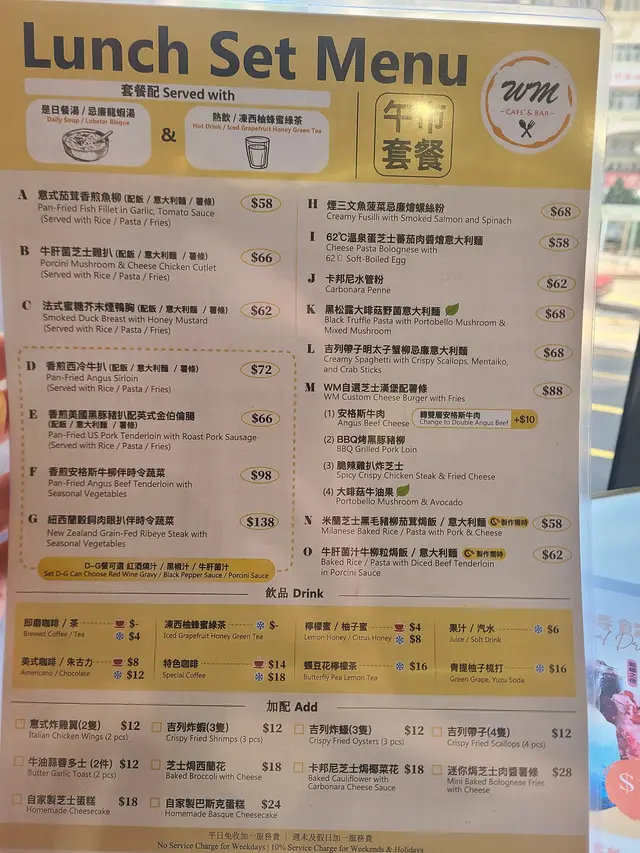 Lunch Set Menu
套餐配 Served with
是日餐湯 / 忌廉龍蝦湯
Daily Soup / Lobster Bisque
&
熱飲 / 凍西柚蜂蜜綠茶
Hot Drink / Iced Grapefruit Honey Green Tea
午市
套餐
WM
-CAFE' & BAR-
A 意式茄茸香煎魚柳 (配飯 / 意大利麵 / 薯條) $58
Pan-Fried Fish Fillet in Garlic, Tomato Sauce
(Served with Rice / Pasta / Fries)
B 牛肝菌芝士雞扒 (配飯 / 意大利麵 / 薯條) $66
Porcini Mushroom & Cheese Chicken Cutlet
(Served with Rice / Pasta / Fries)
C 法式蜜糖芥末煙鴨胸 (配飯 / 意大利麵 / 薯條) $62
Smoked Duck Breast with Honey Mustard
(Served with Rice / Pasta / Fries)
D 香煎西冷牛扒 (配飯 / 意大利麵 / 薯條) $72
Pan-Fried Angus Sirloin
(Served with Rice / Pasta / Fries)
E 香煎美國黑豚豬扒配英式金伯倫腸 $66
(配飯 / 意大利麵 / 薯條)
Pan-Fried US Pork Tenderloin with Roast Pork Sausage
(Served with Rice / Pasta / Fries)
F 香煎安格斯牛柳伴時令蔬菜 $98
Pan-Fried Angus Beef Tenderloin with
Seasonal Vegetables
G 紐西蘭穀飼肉眼扒伴時令蔬菜 $138
New Zealand Grain-Fed Ribeye Steak with
Seasonal Vegetables
D-G餐可選 紅酒燒汁 / 黑椒汁 / 牛肝菌汁
Set D-G Can Choose Red Wine Gravy / Black Pepper Sauce / Porcini Sauce
H 煙三文魚菠菜忌廉燴螺絲粉 $68
Creamy Fusilli with Smoked Salmon and Spinach
I 62℃溫泉蛋芝士蕃茄肉醬燴意大利麵 $58
Cheese Pasta Bolognese with
62℃ Soft-Boiled Egg
J 卡邦尼水管粉 $62
Carbonara Penne
K 黑松露大啡菇野菌意大利麵 $68
Black Truffle Pasta with Portobello Mushroom &
Mixed Mushroom
L 吉列帶子明太子蟹柳忌廉意大利麵 $68
Creamy Spaghetti with Crispy Scallops, Mentaiko,
and Crab Sticks
M WM自選芝士漢堡配薯條 $88
WM Custom Cheese Burger with Fries
(1) 安格斯牛肉
Angus Beef Cheese
轉雙層安格斯牛肉
Change to Double Angus Beef
+$10
(2) BBQ烤黑豚豬柳
BBQ Grilled Pork Loin
(3) 脆辣雞扒炸芝士
Spicy Crispy Chicken Steak & Fried Cheese
(4) 大啡菇牛油果
Portobello Mushroom & Avocado
N 米蘭芝士黑毛豬柳茄茸焗飯 / 意大利麵 製作需時 $58
Milanese Baked Rice / Pasta with Pork & Cheese
O 牛肝菌汁牛柳粒焗飯 / 意大利麵 製作需時 $62
Baked Rice / Pasta with Diced Beef Tenderloin
in Porcini Sauce
飲品 Drink
即磨咖啡 / 茶 $-
Brewed Coffee / Tea $4
凍西柚蜂蜜綠茶 $-
Iced Grapefruit Honey Green Tea
檸檬蜜 / 柚子蜜 $4
Lemon Honey / Citrus Honey $8
果汁 / 汽水 $6
Juice / Soft Drink
美式咖啡 / 朱古力 $8
Americano / Chocolate $12
特色咖啡 $14
Special Coffee $18
蝶豆花檸檬茶 $16
Butterfly Pea Lemon Tea
青提柚子梳打 $16
Green Grape, Yuzu Soda
加配 Add
意式炸雞翼(2隻) $12
Italian Chicken Wings (2 pcs)
吉列炸蝦(3隻) $12
Crispy Fried Shrimps (3 pcs)
吉列炸蠔(3隻) $12
Crispy Fried Oysters (3 pcs)
吉列帶子(4隻) $12
Crispy Fried Scallops (4 pcs)
牛油蒜蓉多士 (2件) $12
Butter Garlic Toast (2 pcs)
芝士焗西蘭花 $18
Baked Broccoli with Cheese
卡邦尼芝士焗椰菜花 $18
Baked Cauliflower with
Carbonara Cheese Sauce
迷你焗芝士肉醬薯條 $28
Mini Baked Bolognese Fries
with Cheese
自家製芝士蛋糕 $18
Homemade Cheesecake
自家製巴斯克蛋糕 $24
Homemade Basque Cheesecake
平日免收加一服務費 | 週末及假日加一服務費
No Service Charge for Weekdays | 10% Service Charge for Weekends & Holidays